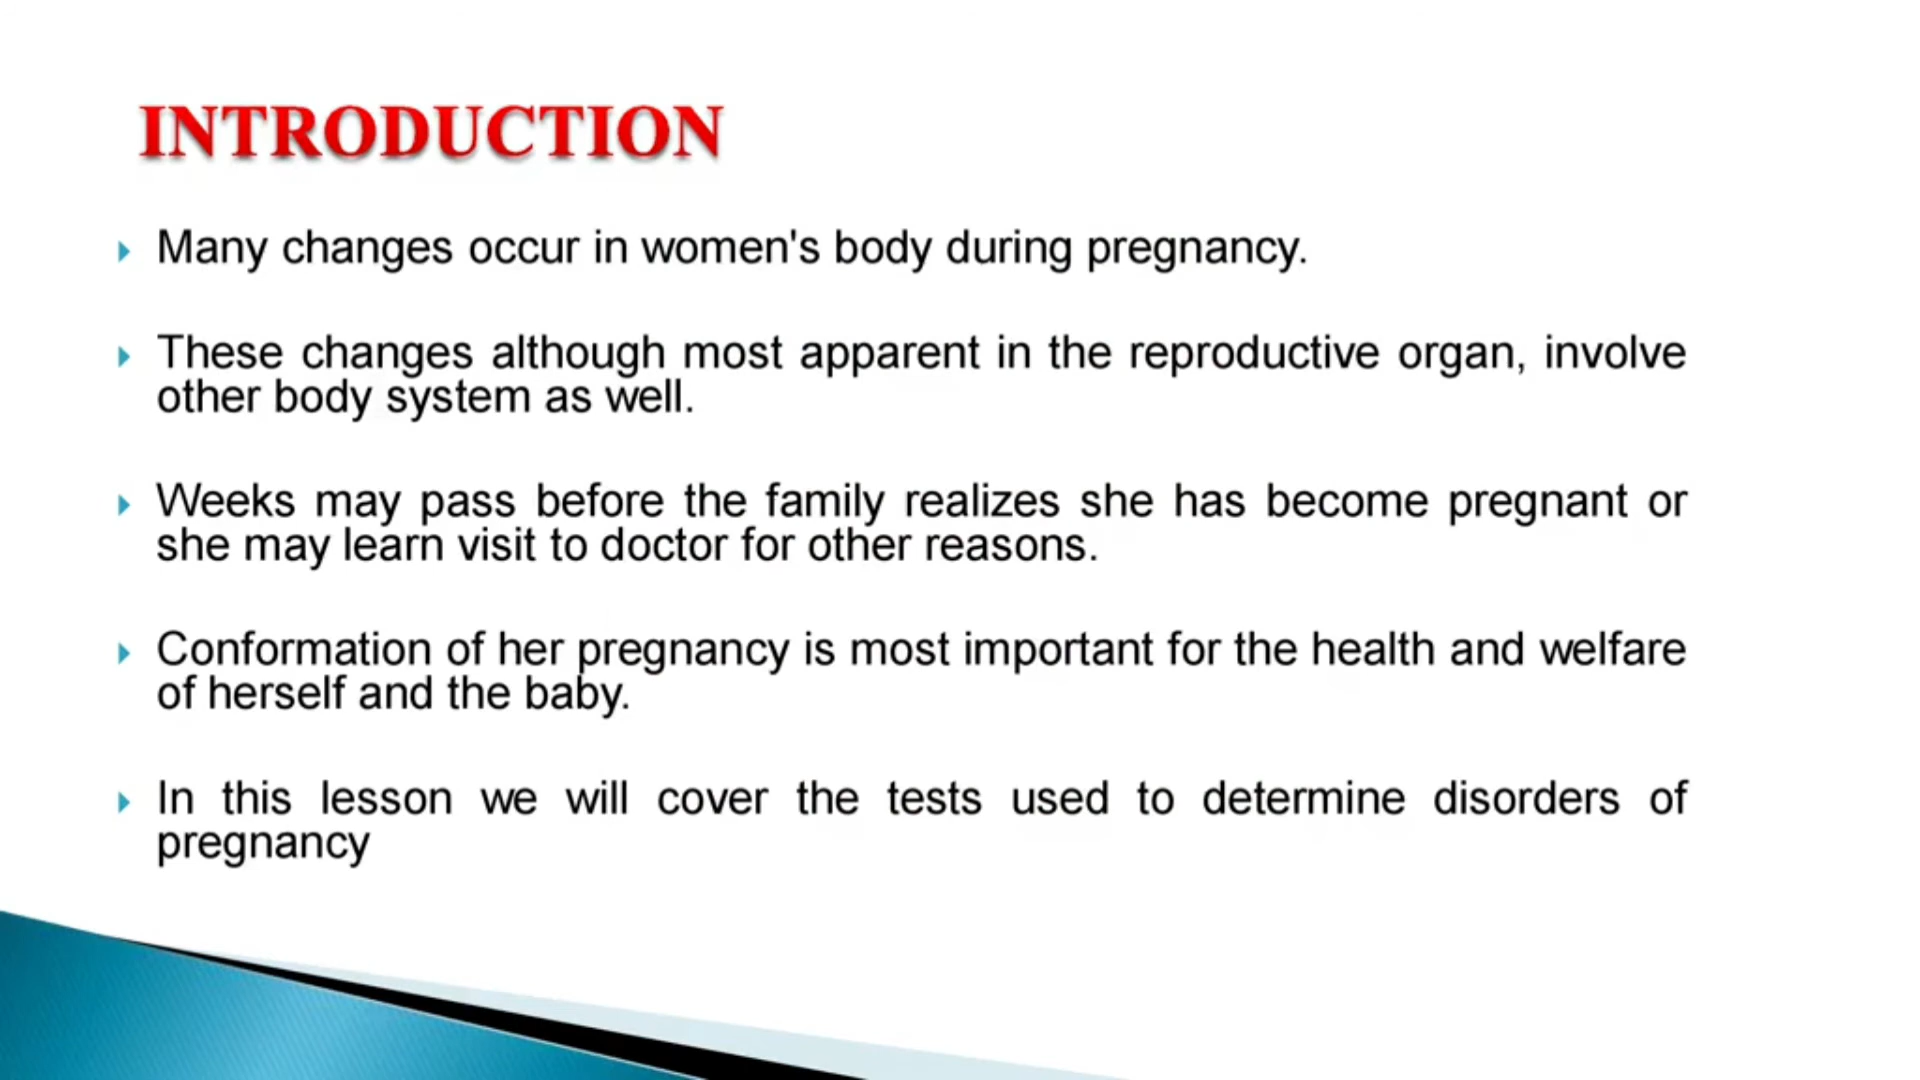 INTRODUCTION
Many changes occur in women's body during pregnancy.
These changes although most apparent in the reproductive organ, involve
other body system as well.
Weeks may pass before the family realizes she has become pregnant or
she may learn visit to doctor for other reasons.
Conformation of her pregnancy is most important for the health and welfare
of herself and the baby.
In this lesson we will cover the tests used to determine disorders of
pregnancy